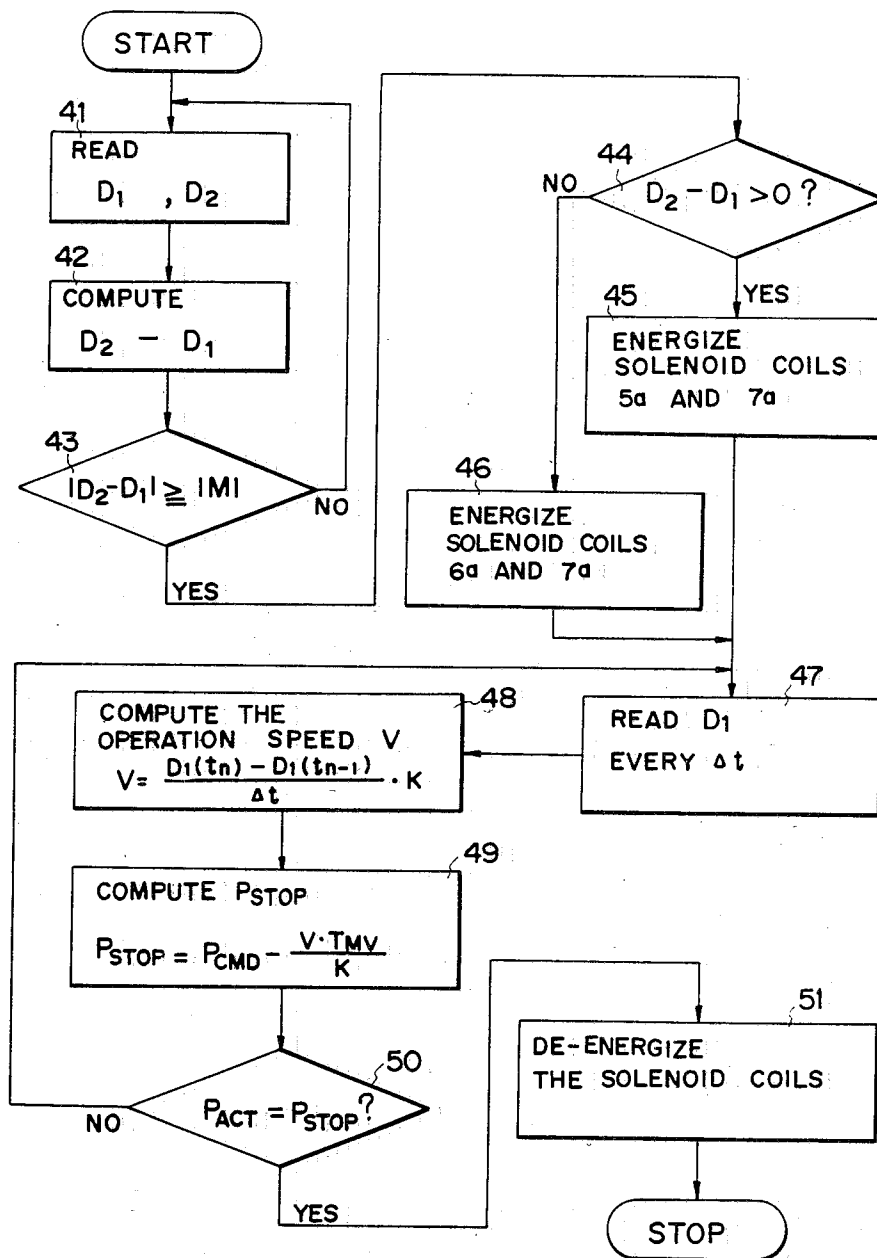 START
41
READ
D1 , D2
42
COMPUTE
D2 − D1
43
|D2−D1| ≧ |M|
NO
YES
44
D2 − D1 > 0 ?
NO
YES
45
ENERGIZE
SOLENOID COILS
5a AND 7a
46
ENERGIZE
SOLENOID COILS
6a AND 7a
47
READ D1
EVERY Δt
48
COMPUTE THE
OPERATION SPEED V
V = D1(tn) − D1(tn−1) / Δt · K
49
COMPUTE PSTOP
PSTOP = PCMD − V · TMV / K
50
PACT = PSTOP ?
NO
YES
51
DE-ENERGIZE
THE SOLENOID COILS
STOP